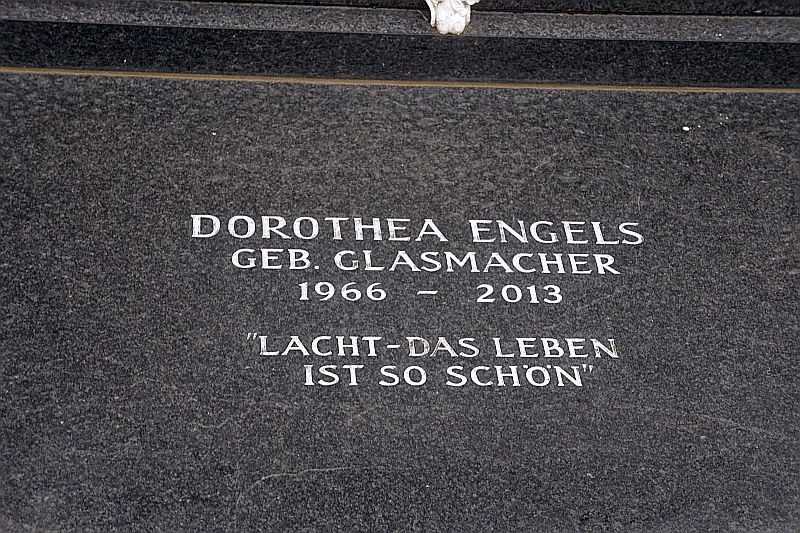 DOROTHEA ENGELS
GEB. GLASMACHER
1966 – 2013
"LACHT-DAS LEBEN
IST SO SCHÖN"